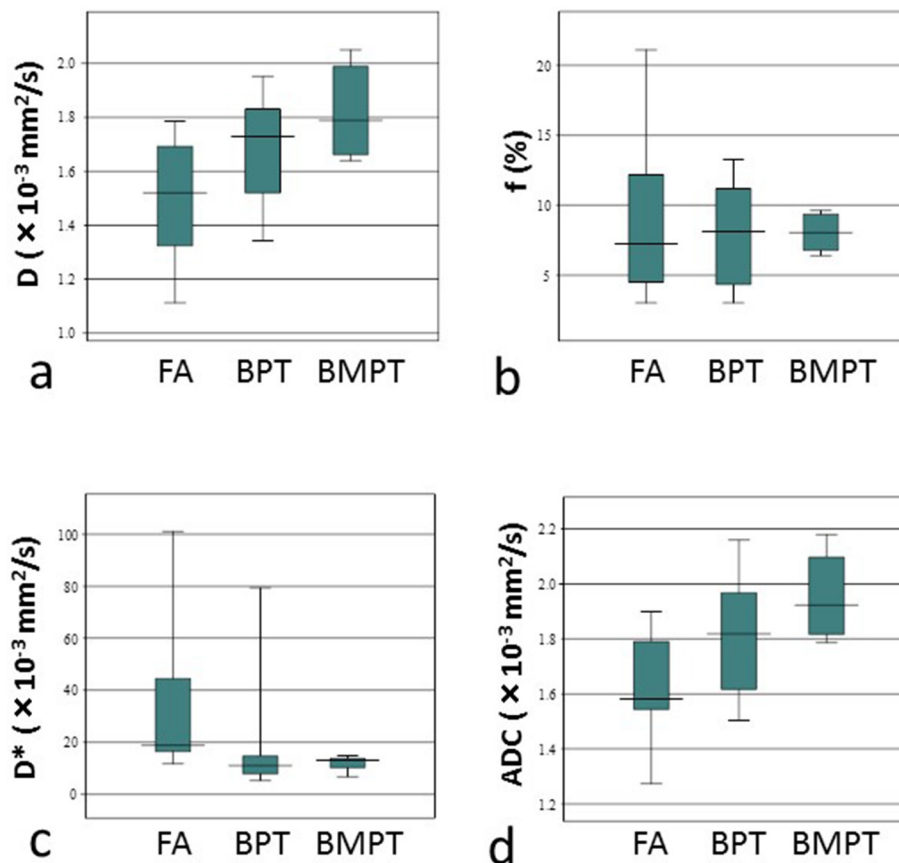 D ( × 10⁻³ mm²/s)
2.0
1.8
1.6
1.4
1.2
1.0
FA BPT BMPT
a
f (%)
20
15
10
5
FA BPT BMPT
b
D* ( × 10⁻³ mm²/s)
100
80
60
40
20
0
FA BPT BMPT
c
ADC ( × 10⁻³ mm²/s)
2.2
2.0
1.8
1.6
1.4
1.2
FA BPT BMPT
d